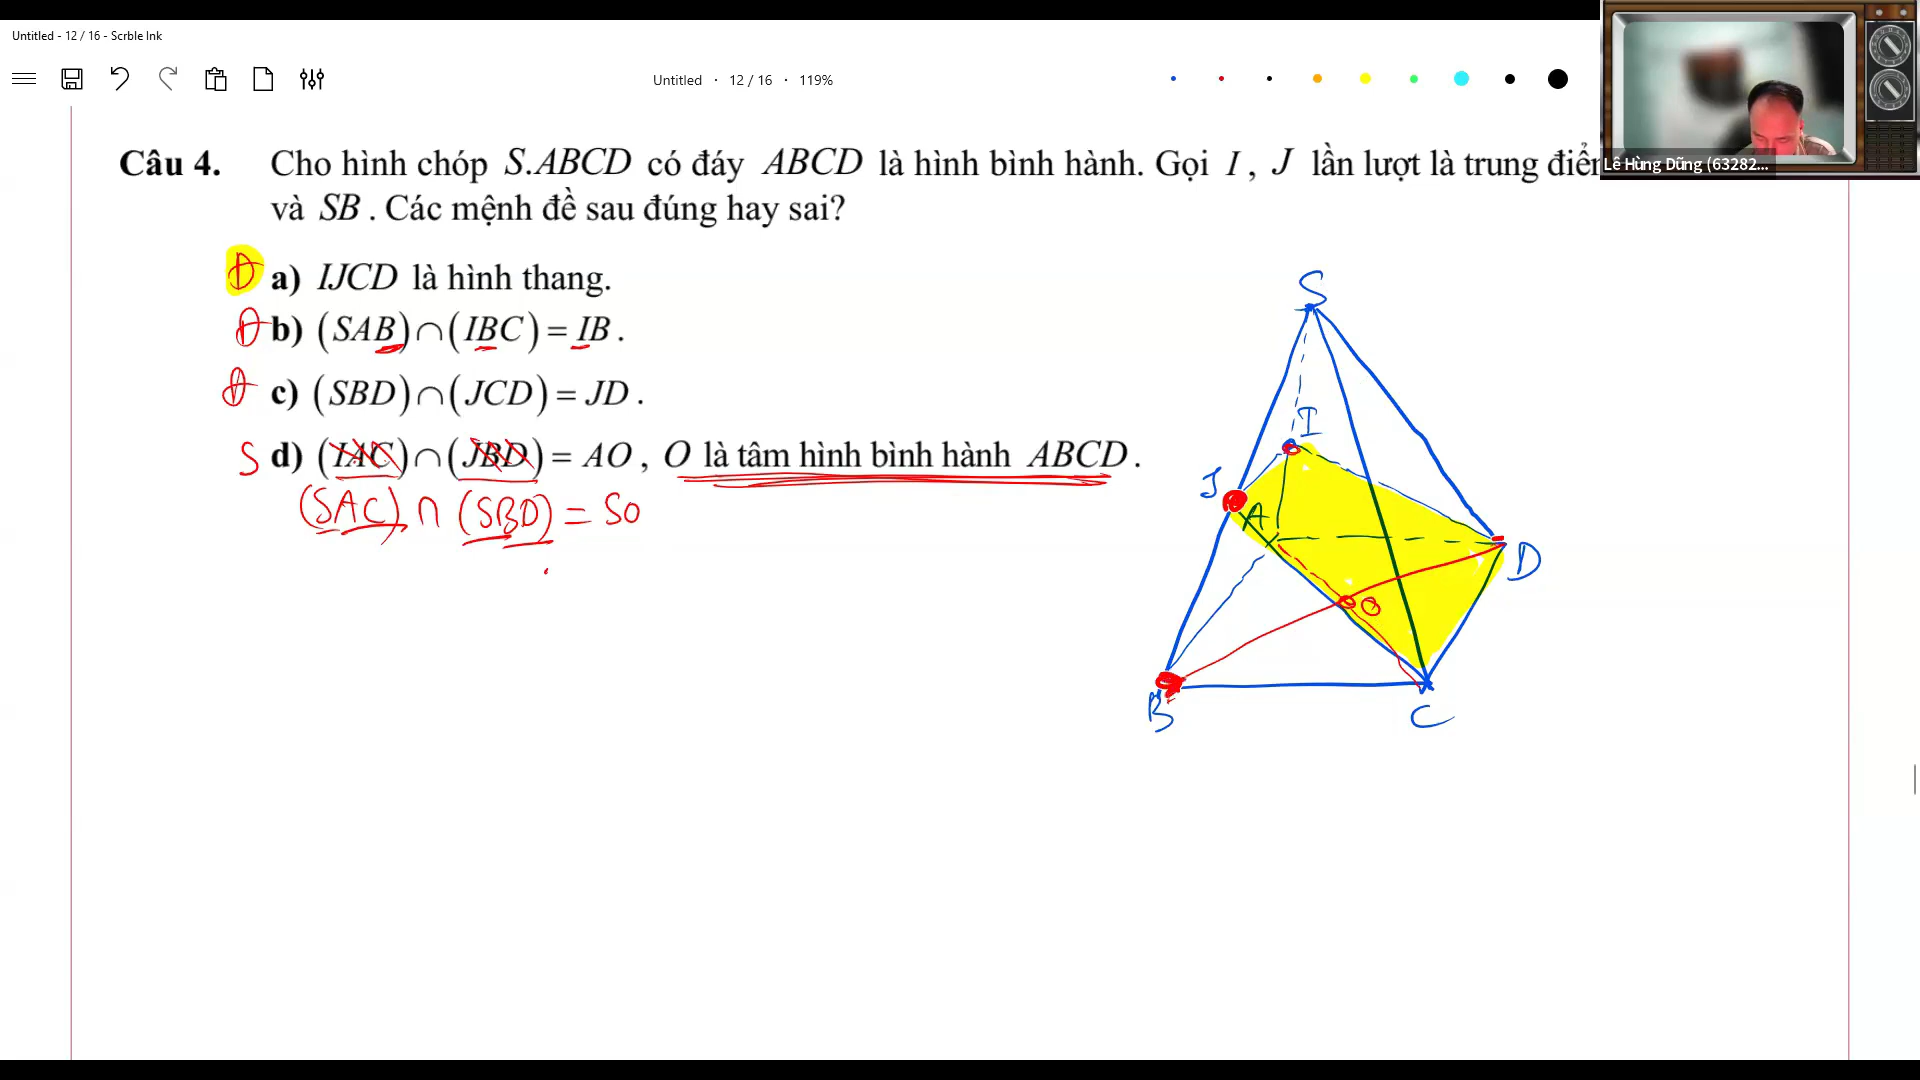 Untitled - 12 / 16 - Scrble Ink
Untitled · 12 / 16 · 119%
Lê Hùng Dũng (63282...
Câu 4. Cho hình chóp S.ABCD có đáy ABCD là hình bình hành. Gọi I , J lần lượt là trung điểm
và SB . Các mệnh đề sau đúng hay sai?
Đ a) IJCD là hình thang.
Đ b) (SAB)∩(IBC)= IB .
Đ c) (SBD)∩(JCD)= JD .
S d) (IAC)∩(JBD)= AO , O là tâm hình bình hành ABCD .
(SAC) ∩ (SBD) = SO
S
I
J
A
D
O
B
C